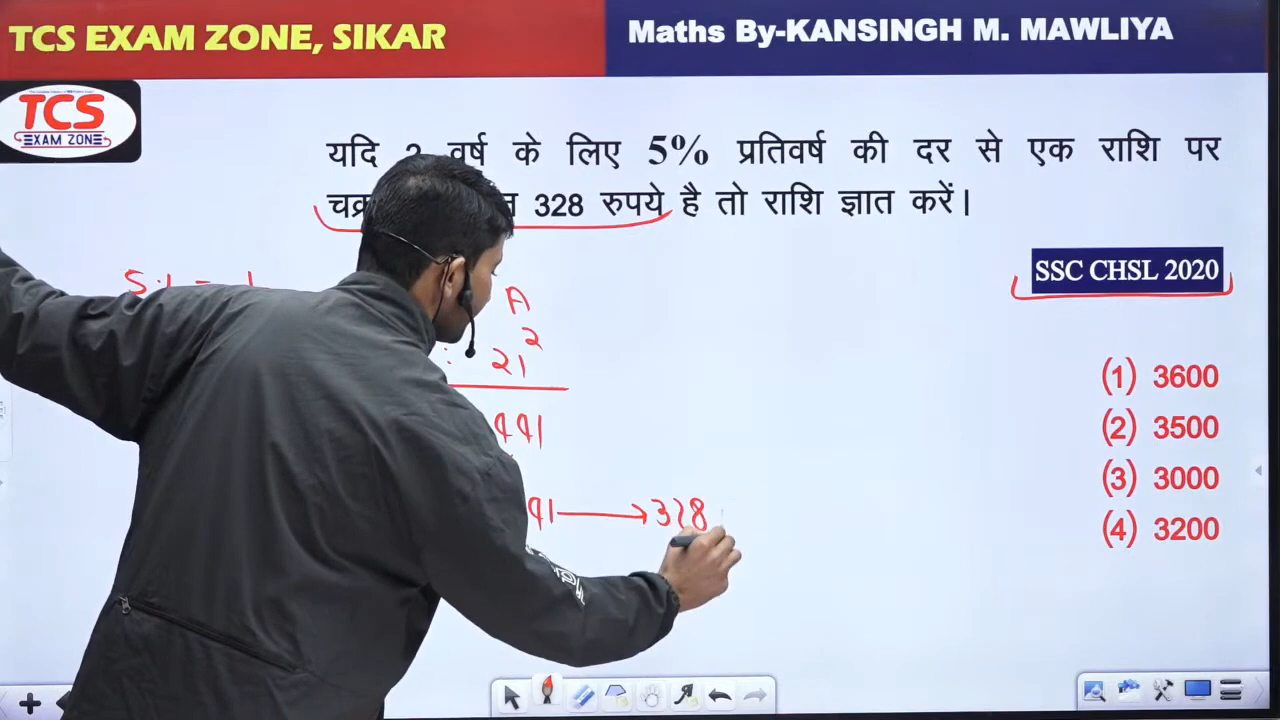 TCS EXAM ZONE, SIKAR
Maths By-KANSINGH M. MAWLIYA
TCS
EXAM ZONE
यदि वर्ष के लिए 5% प्रतिवर्ष की दर से एक राशि पर
328 रुपये है तो राशि ज्ञात करें।
SSC CHSL 2020
S.I =
A
21²
441
41 → 328
(1) 3600
(2) 3500
(3) 3000
(4) 3200